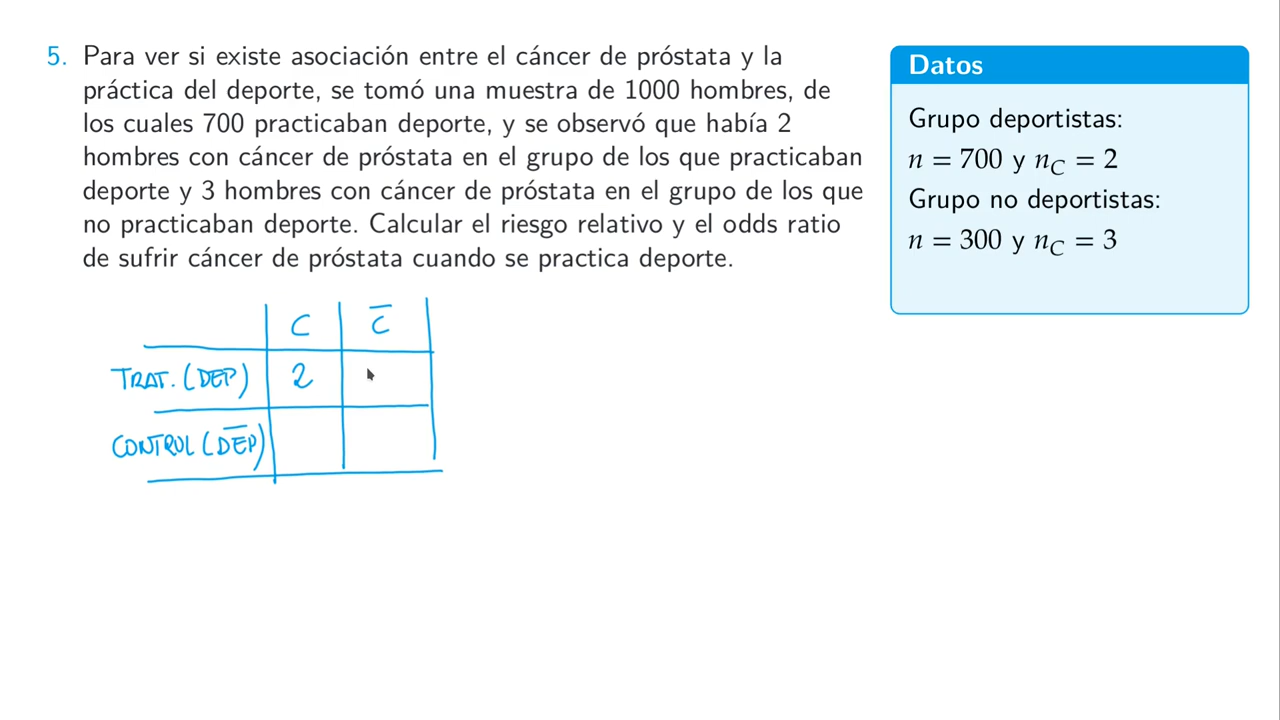 5. Para ver si existe asociación entre el cáncer de próstata y la
práctica del deporte, se tomó una muestra de 1000 hombres, de
los cuales 700 practicaban deporte, y se observó que había 2
hombres con cáncer de próstata en el grupo de los que practicaban
deporte y 3 hombres con cáncer de próstata en el grupo de los que
no practicaban deporte. Calcular el riesgo relativo y el odds ratio
de sufrir cáncer de próstata cuando se practica deporte.
Datos
Grupo deportistas:
n = 700 y n_C = 2
Grupo no deportistas:
n = 300 y n_C = 3
C C̅
TRAT. (DEP) 2
CONTROL (D̅E̅P̅)